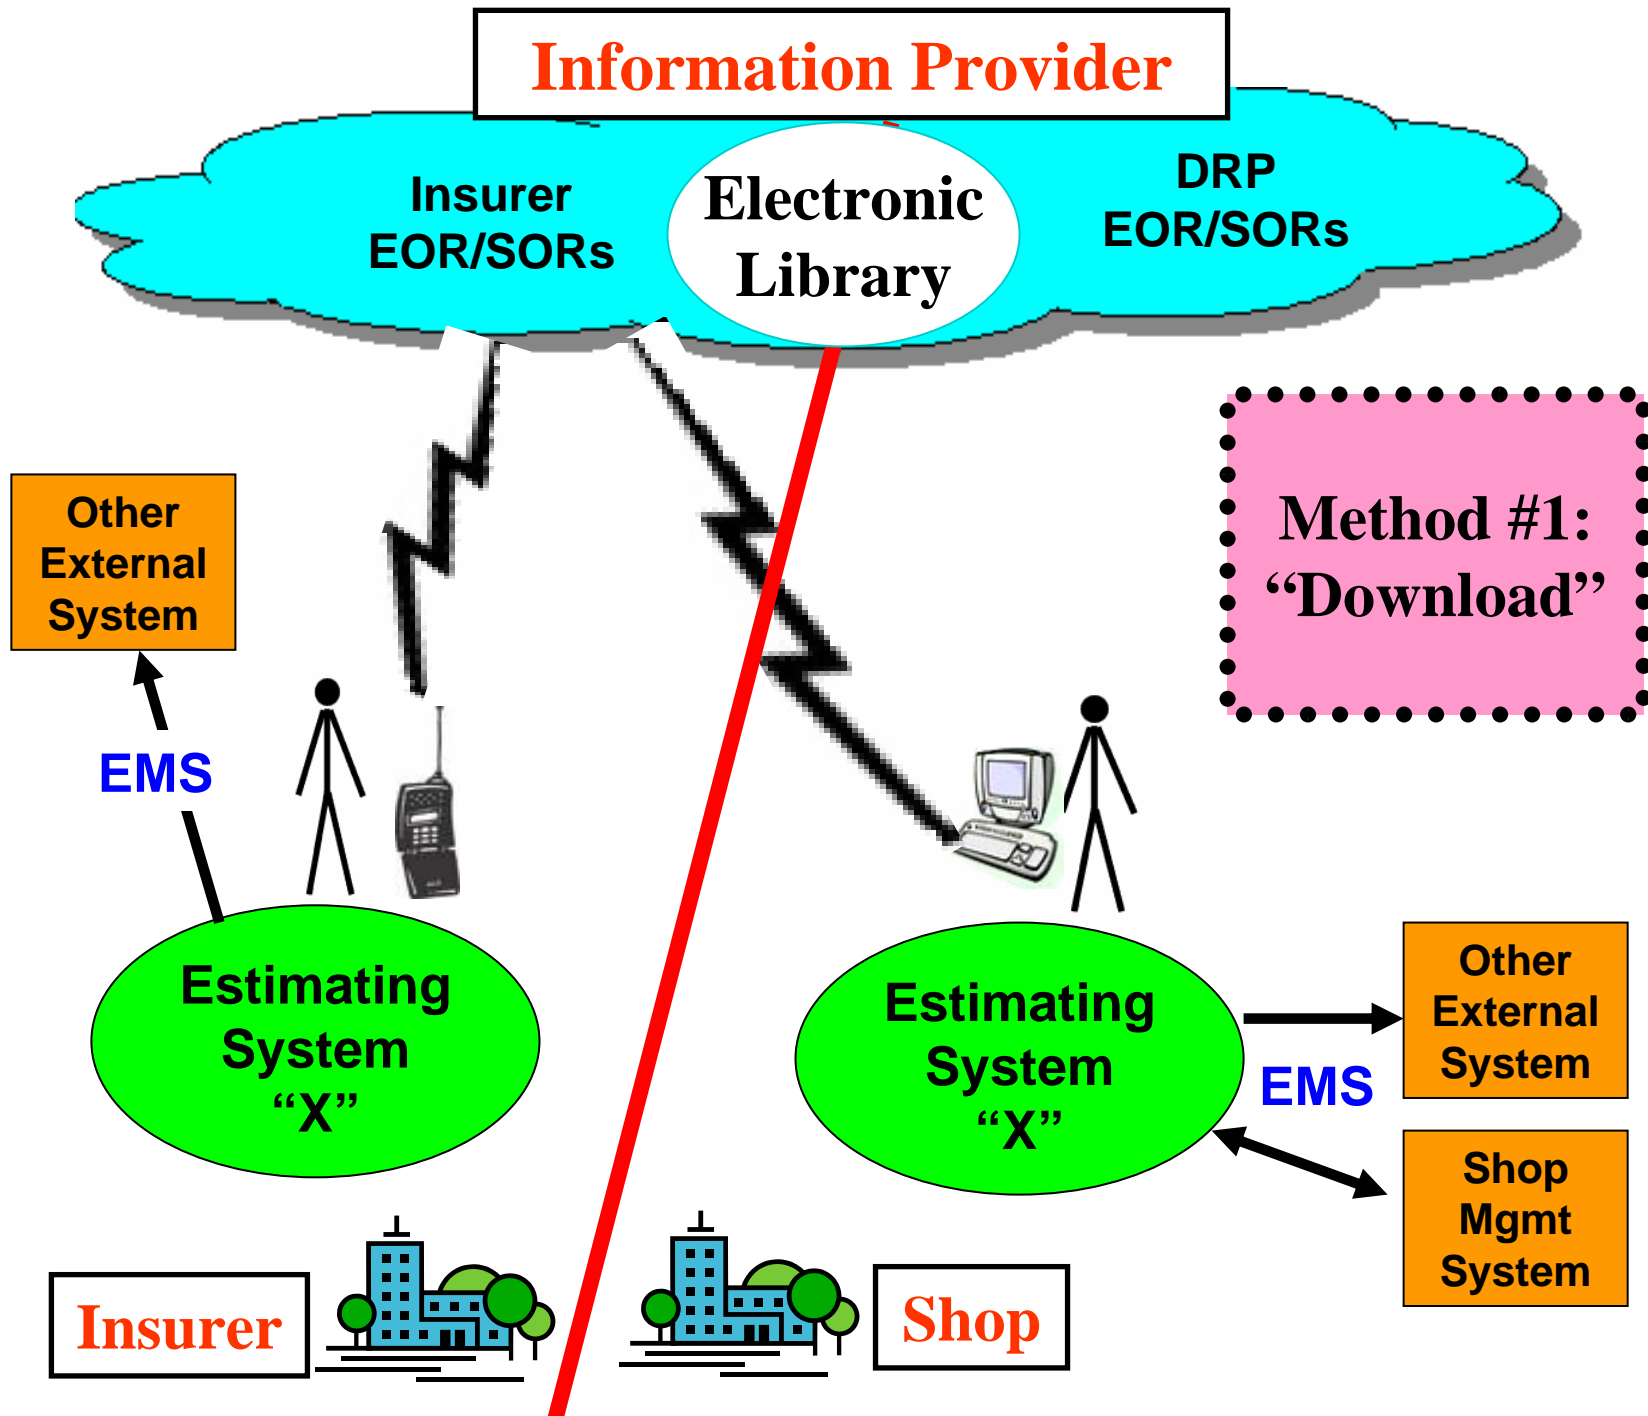 Information Provider
Insurer
EOR/SORs
Electronic
Library
DRP
EOR/SORs
Method #1:
“Download”
Other
External
System
EMS
Estimating
System
“X”
Estimating
System
“X”
Other
External
System
EMS
Shop
Mgmt
System
Insurer
Shop